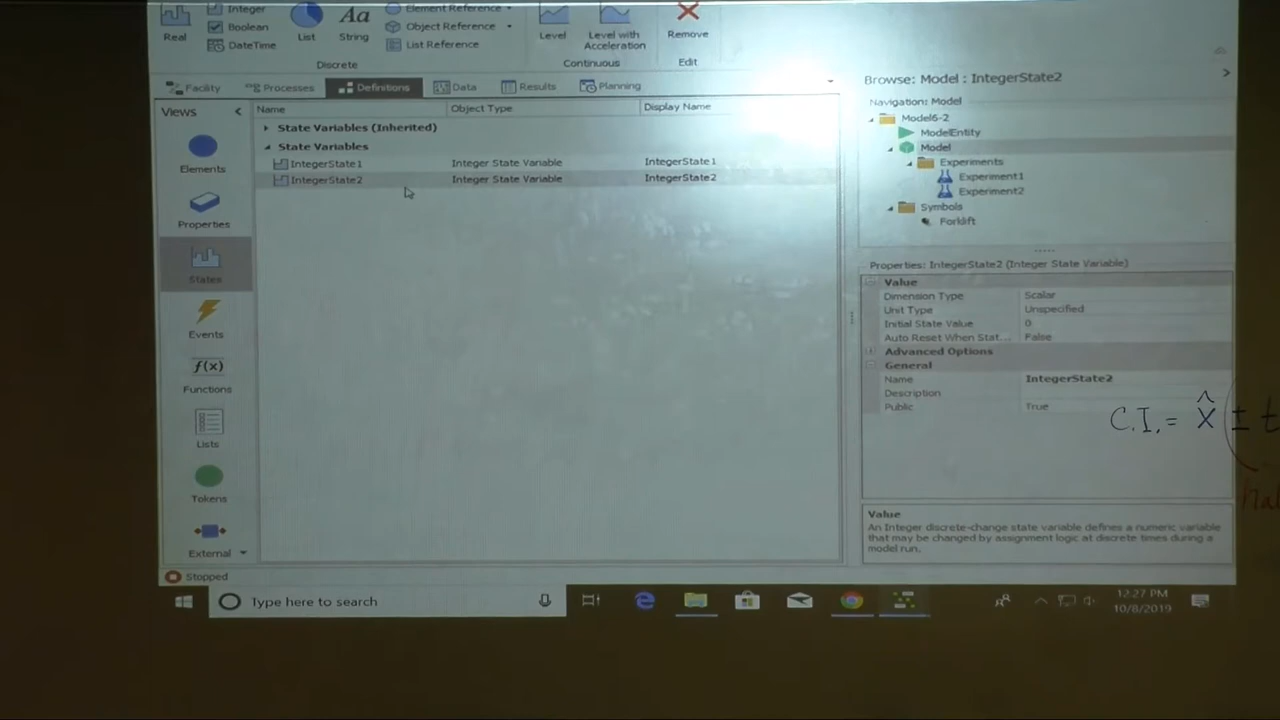 Integer
Element Reference
Real
Boolean
List
Aa
String
Object Reference
Level
Level with
Acceleration
Remove
DateTime
List Reference
Discrete
Continuous
Edit
Facility
Processes
Definitions
Data
Results
Planning
Browse: Model : IntegerState2
Views
Name
Object Type
Display Name
Navigation: Model
State Variables (Inherited)
Model6-2
State Variables
ModelEntity
IntegerState1
Integer State Variable
IntegerState1
Model
IntegerState2
Integer State Variable
IntegerState2
Experiments
Experiment1
Experiment2
Symbols
Forklift
Elements
Properties
States
Events
f(x)
Functions
Lists
Tokens
External
Properties: IntegerState2 (Integer State Variable)
Value
Dimension Type
Scalar
Unit Type
Unspecified
Initial State Value
0
Auto Reset When Stat...
False
Advanced Options
General
Name
IntegerState2
Description
Public
True
C.I. = X̂ (± t
Value
An Integer discrete-change state variable defines a numeric variable
that may be changed by assignment logic at discrete times during a
model run.
Stopped
Type here to search
12:27 PM
10/8/2019